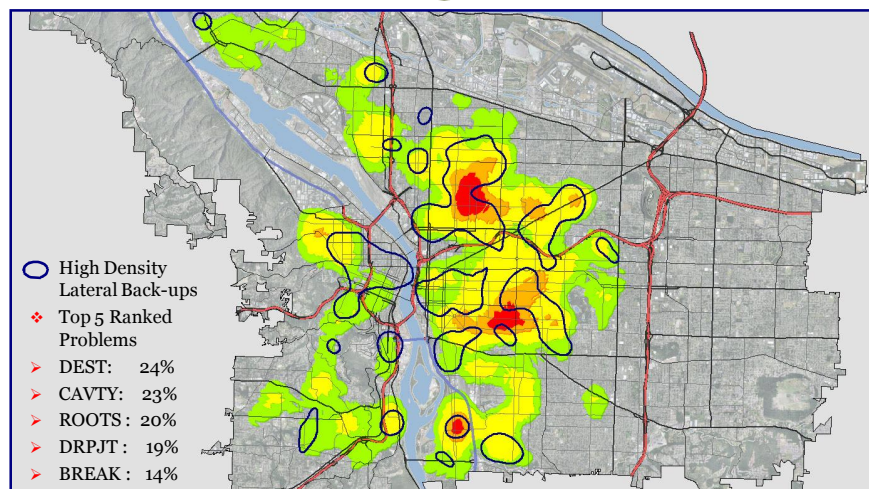 High Density
Lateral Back-ups
Top 5 Ranked
Problems
DEST: 24%
CAVTY: 23%
ROOTS : 20%
DRPJT : 19%
BREAK : 14%